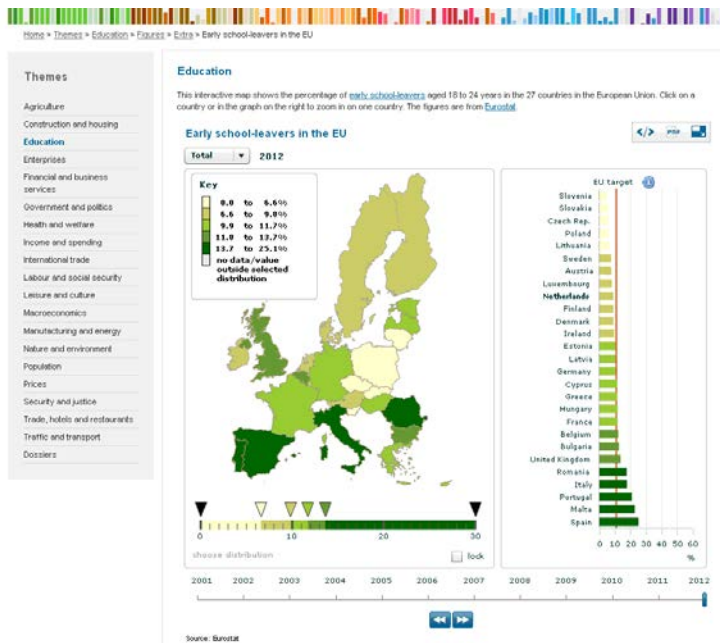 Home > Themes > Education > Figures > Extra > Early school-leavers in the EU
Themes
Agriculture
Construction and housing
Education
Enterprises
Financial and business
services
Government and politics
Health and welfare
Income and spending
International trade
Labour and social security
Leisure and culture
Macroeconomics
Manufacturing and energy
Nature and environment
Population
Prices
Security and justice
Trade, hotels and restaurants
Traffic and transport
Dossiers
Education
This interactive map shows the percentage of early school-leavers aged 18 to 24 years in the 27 countries in the European Union. Click on a
country or in the graph on the right to zoom in on one country. The figures are from Eurostat.
Early school-leavers in the EU
</>
Total 2012
Key
0.0 to 6.6%
6.6 to 9.8%
9.9 to 11.7%
11.8 to 13.7%
13.7 to 25.1%
no data/value
outside selected
distribution
0 10 20 30
choose distribution
lock
EU target
Slovenia
Slovakia
Czech Rep.
Poland
Lithuania
Sweden
Austria
Luxembourg
Netherlands
Finland
Denmark
Ireland
Estonia
Latvia
Germany
Cyprus
Greece
Hungary
France
Belgium
Bulgaria
United Kingdom
Romania
Italy
Portugal
Malta
Spain
0 10 20 30 40 50 60
%
2001 2002 2003 2004 2005 2006 2007 2008 2009 2010 2011 2012
Source: Eurostat